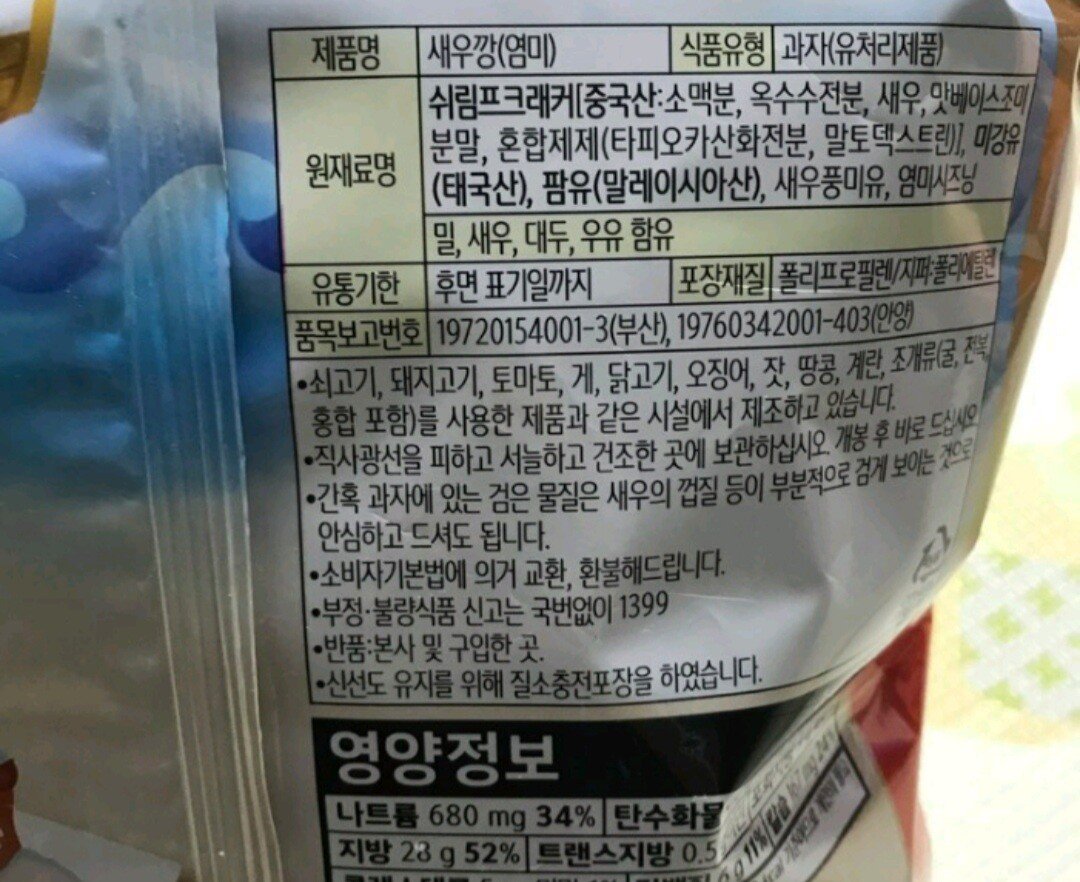 제품명 새우깡(염미) 식품유형 과자(유처리제품)
원재료명 쉬림프크래커[중국산:소맥분, 옥수수전분, 새우, 맛베이스조미
분말, 혼합제제(타피오카산화전분, 말토덱스트린)], 미강유
(태국산), 팜유(말레이시아산), 새우풍미유, 염미시즈닝
밀, 새우, 대두, 우유 함유
유통기한 후면 표기일까지 포장재질 폴리프로필렌/지퍼:폴리에틸렌
품목보고번호 19720154001-3(부산), 19760342001-403(안양)
•쇠고기, 돼지고기, 토마토, 게, 닭고기, 오징어, 잣, 땅콩, 계란, 조개류(굴, 전복,
홍합 포함)를 사용한 제품과 같은 시설에서 제조하고 있습니다.
•직사광선을 피하고 서늘하고 건조한 곳에 보관하십시오. 개봉 후 바로 드십시오.
•간혹 과자에 있는 검은 물질은 새우의 껍질 등이 부분적으로 검게 보이는 것으로
안심하고 드셔도 됩니다.
•소비자기본법에 의거 교환, 환불해드립니다.
•부정·불량식품 신고는 국번없이 1399
•반품:본사 및 구입한 곳.
•신선도 유지를 위해 질소충전포장을 하였습니다.
영양정보
나트륨 680 mg 34% 탄수화물
지방 28 g 52% 트랜스지방 0.5
11% 칼슘